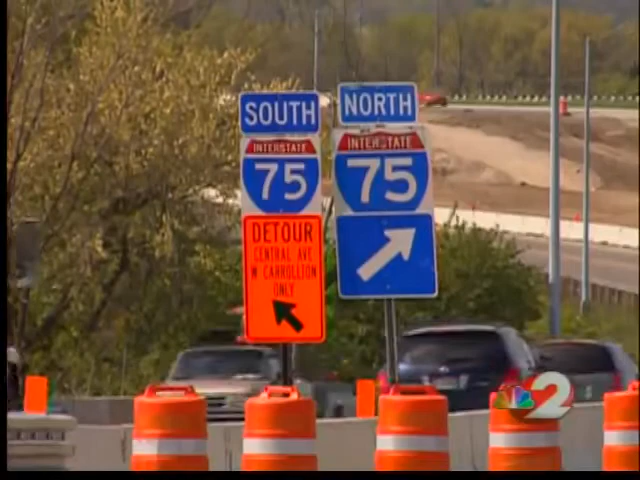 SOUTH
INTERSTATE
75
DETOUR
CENTRAL AVE
W CARROLLTON
ONLY
NORTH
INTERSTATE
75
2